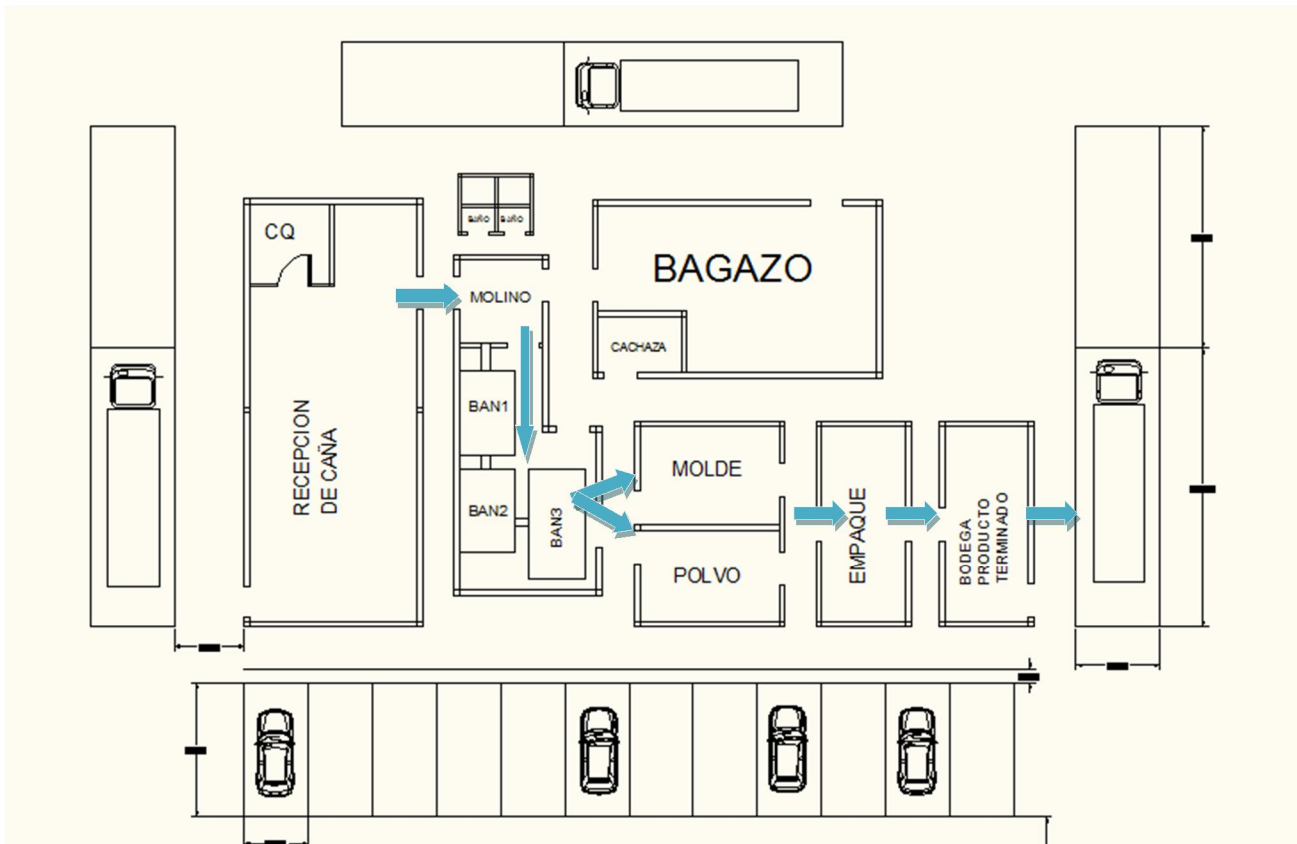 CQ
BAÑO
BAÑO
MOLINO
BAGAZO
CACHAZA
BAN1
RECEPCION
DE CAÑA
MOLDE
BAN2
BAN3
EMPAQUE
BODEGA
PRODUCTO
TERMINADO
POLVO